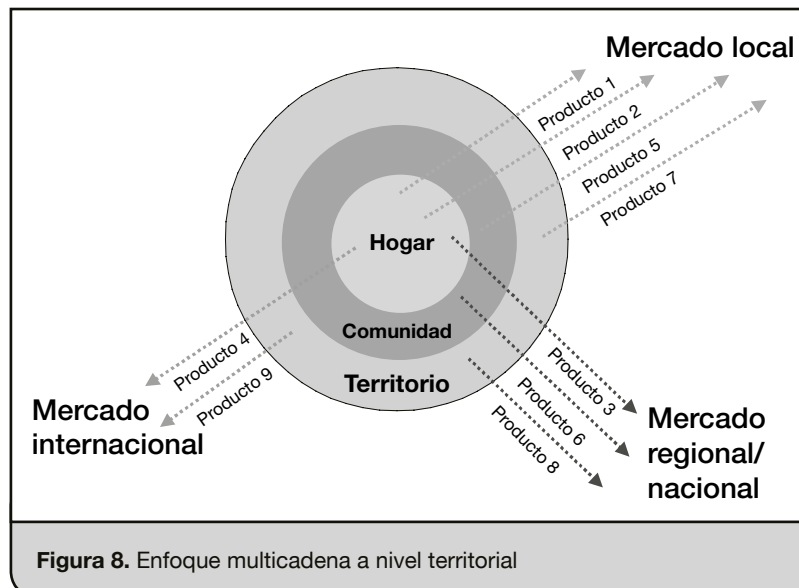 Mercado local
Producto 1
Producto 2
Producto 5
Producto 7
Hogar
Comunidad
Territorio
Producto 4
Producto 9
Mercado
internacional
Producto 3
Producto 6
Producto 8
Mercado
regional/
nacional
Figura 8. Enfoque multicadena a nivel territorial